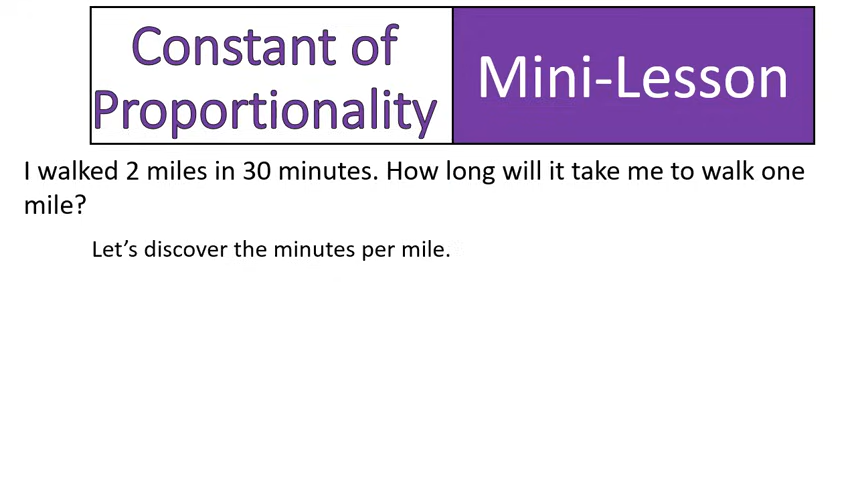 Constant of
Proportionality
Mini-Lesson
I walked 2 miles in 30 minutes. How long will it take me to walk one
mile?
Let’s discover the minutes per mile.